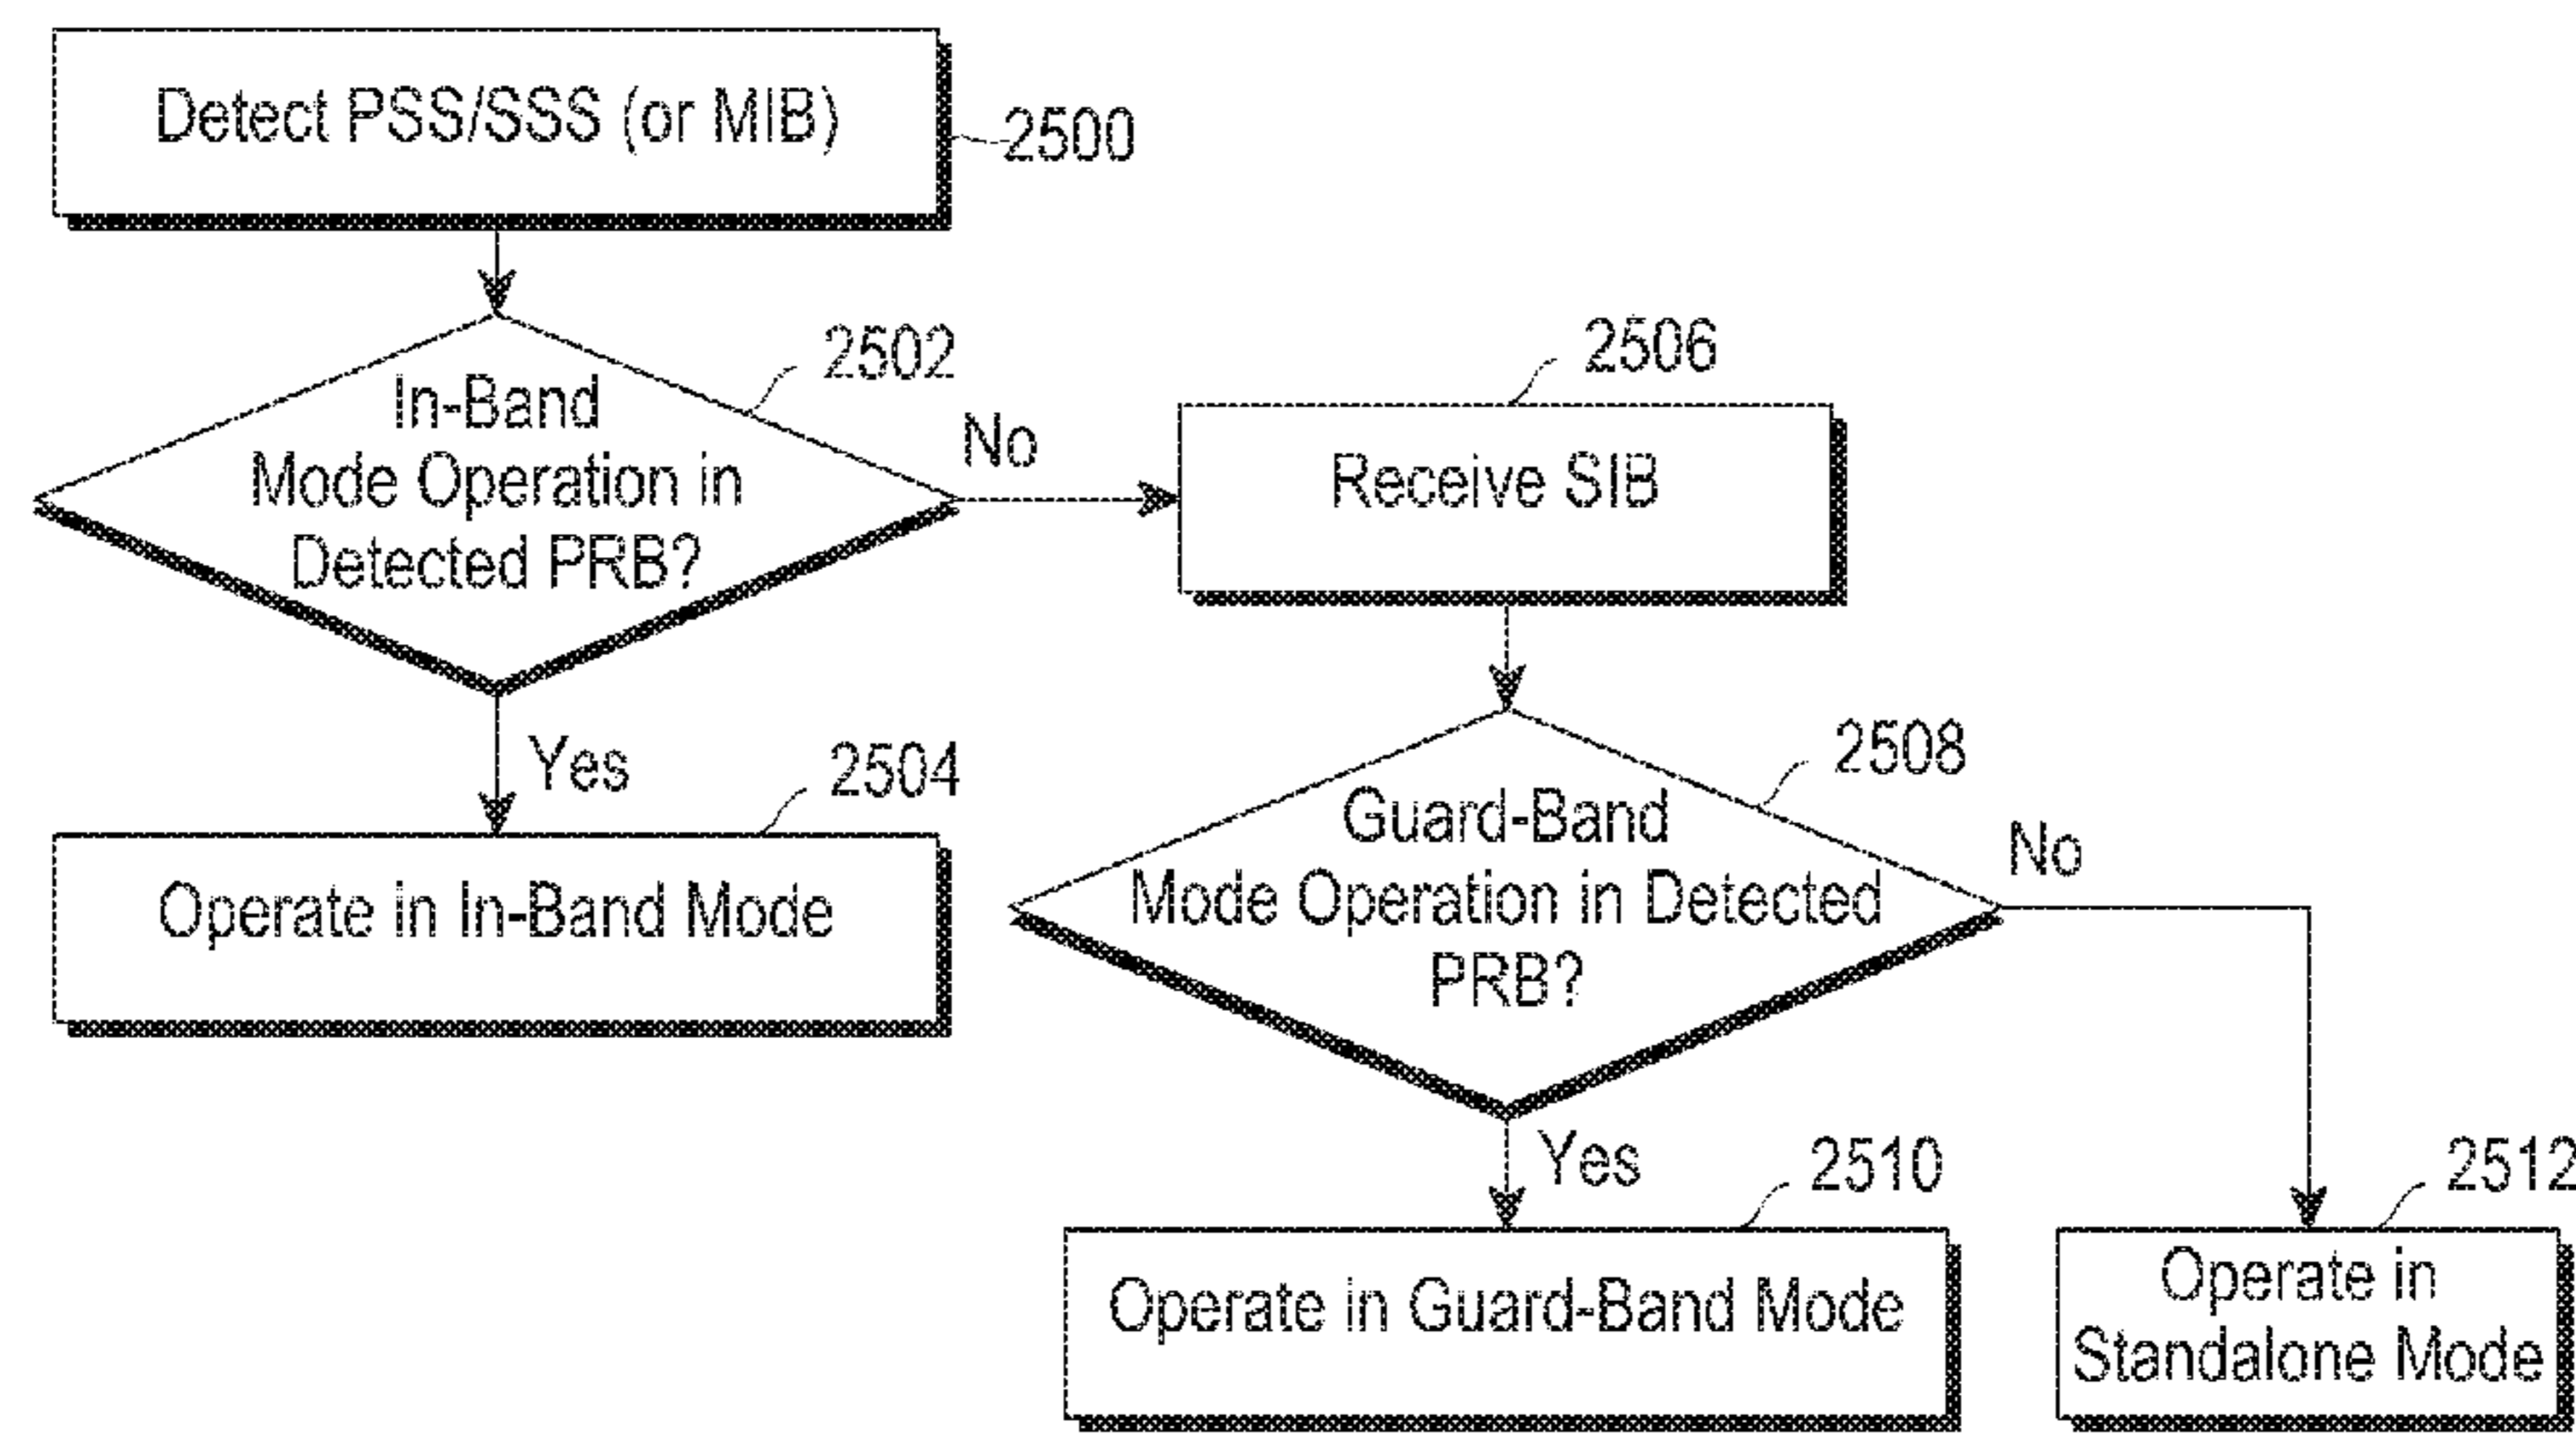 Detect PSS/SSS (or MIB)
2500
2502
In-Band
Mode Operation in
Detected PRB?
No
Yes
2504
Operate in In-Band Mode
2506
Receive SIB
2508
Guard-Band
Mode Operation in Detected
PRB?
No
Yes
2510
Operate in Guard-Band Mode
2512
Operate in
Standalone Mode